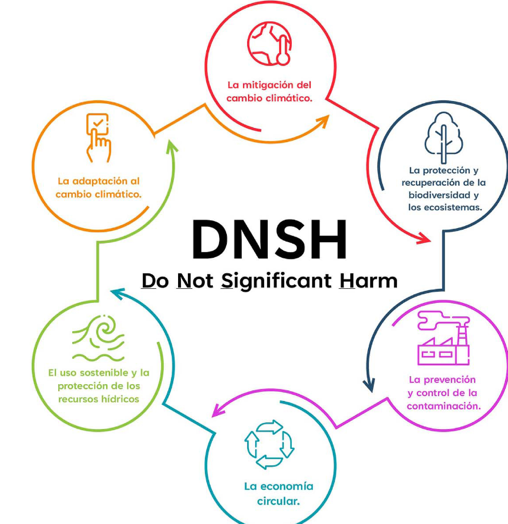 La mitigación del
cambio climático.
La protección y
recuperación de la
biodiversidad y
los ecosistemas.
La adaptación al
cambio climático.
DNSH
Do Not Significant Harm
El uso sostenible y la
protección de los
recursos hídricos
La prevención
y control de la
contaminación.
La economía
circular.